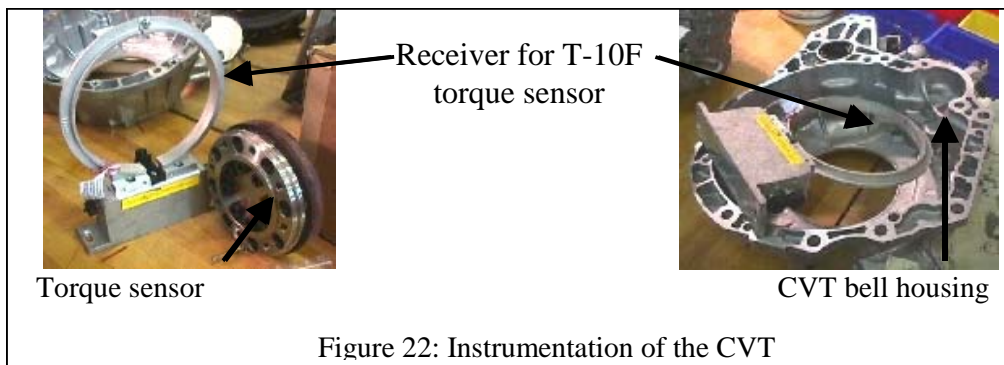 Receiver for T-10F
torque sensor
Torque sensor
CVT bell housing
Figure 22: Instrumentation of the CVT